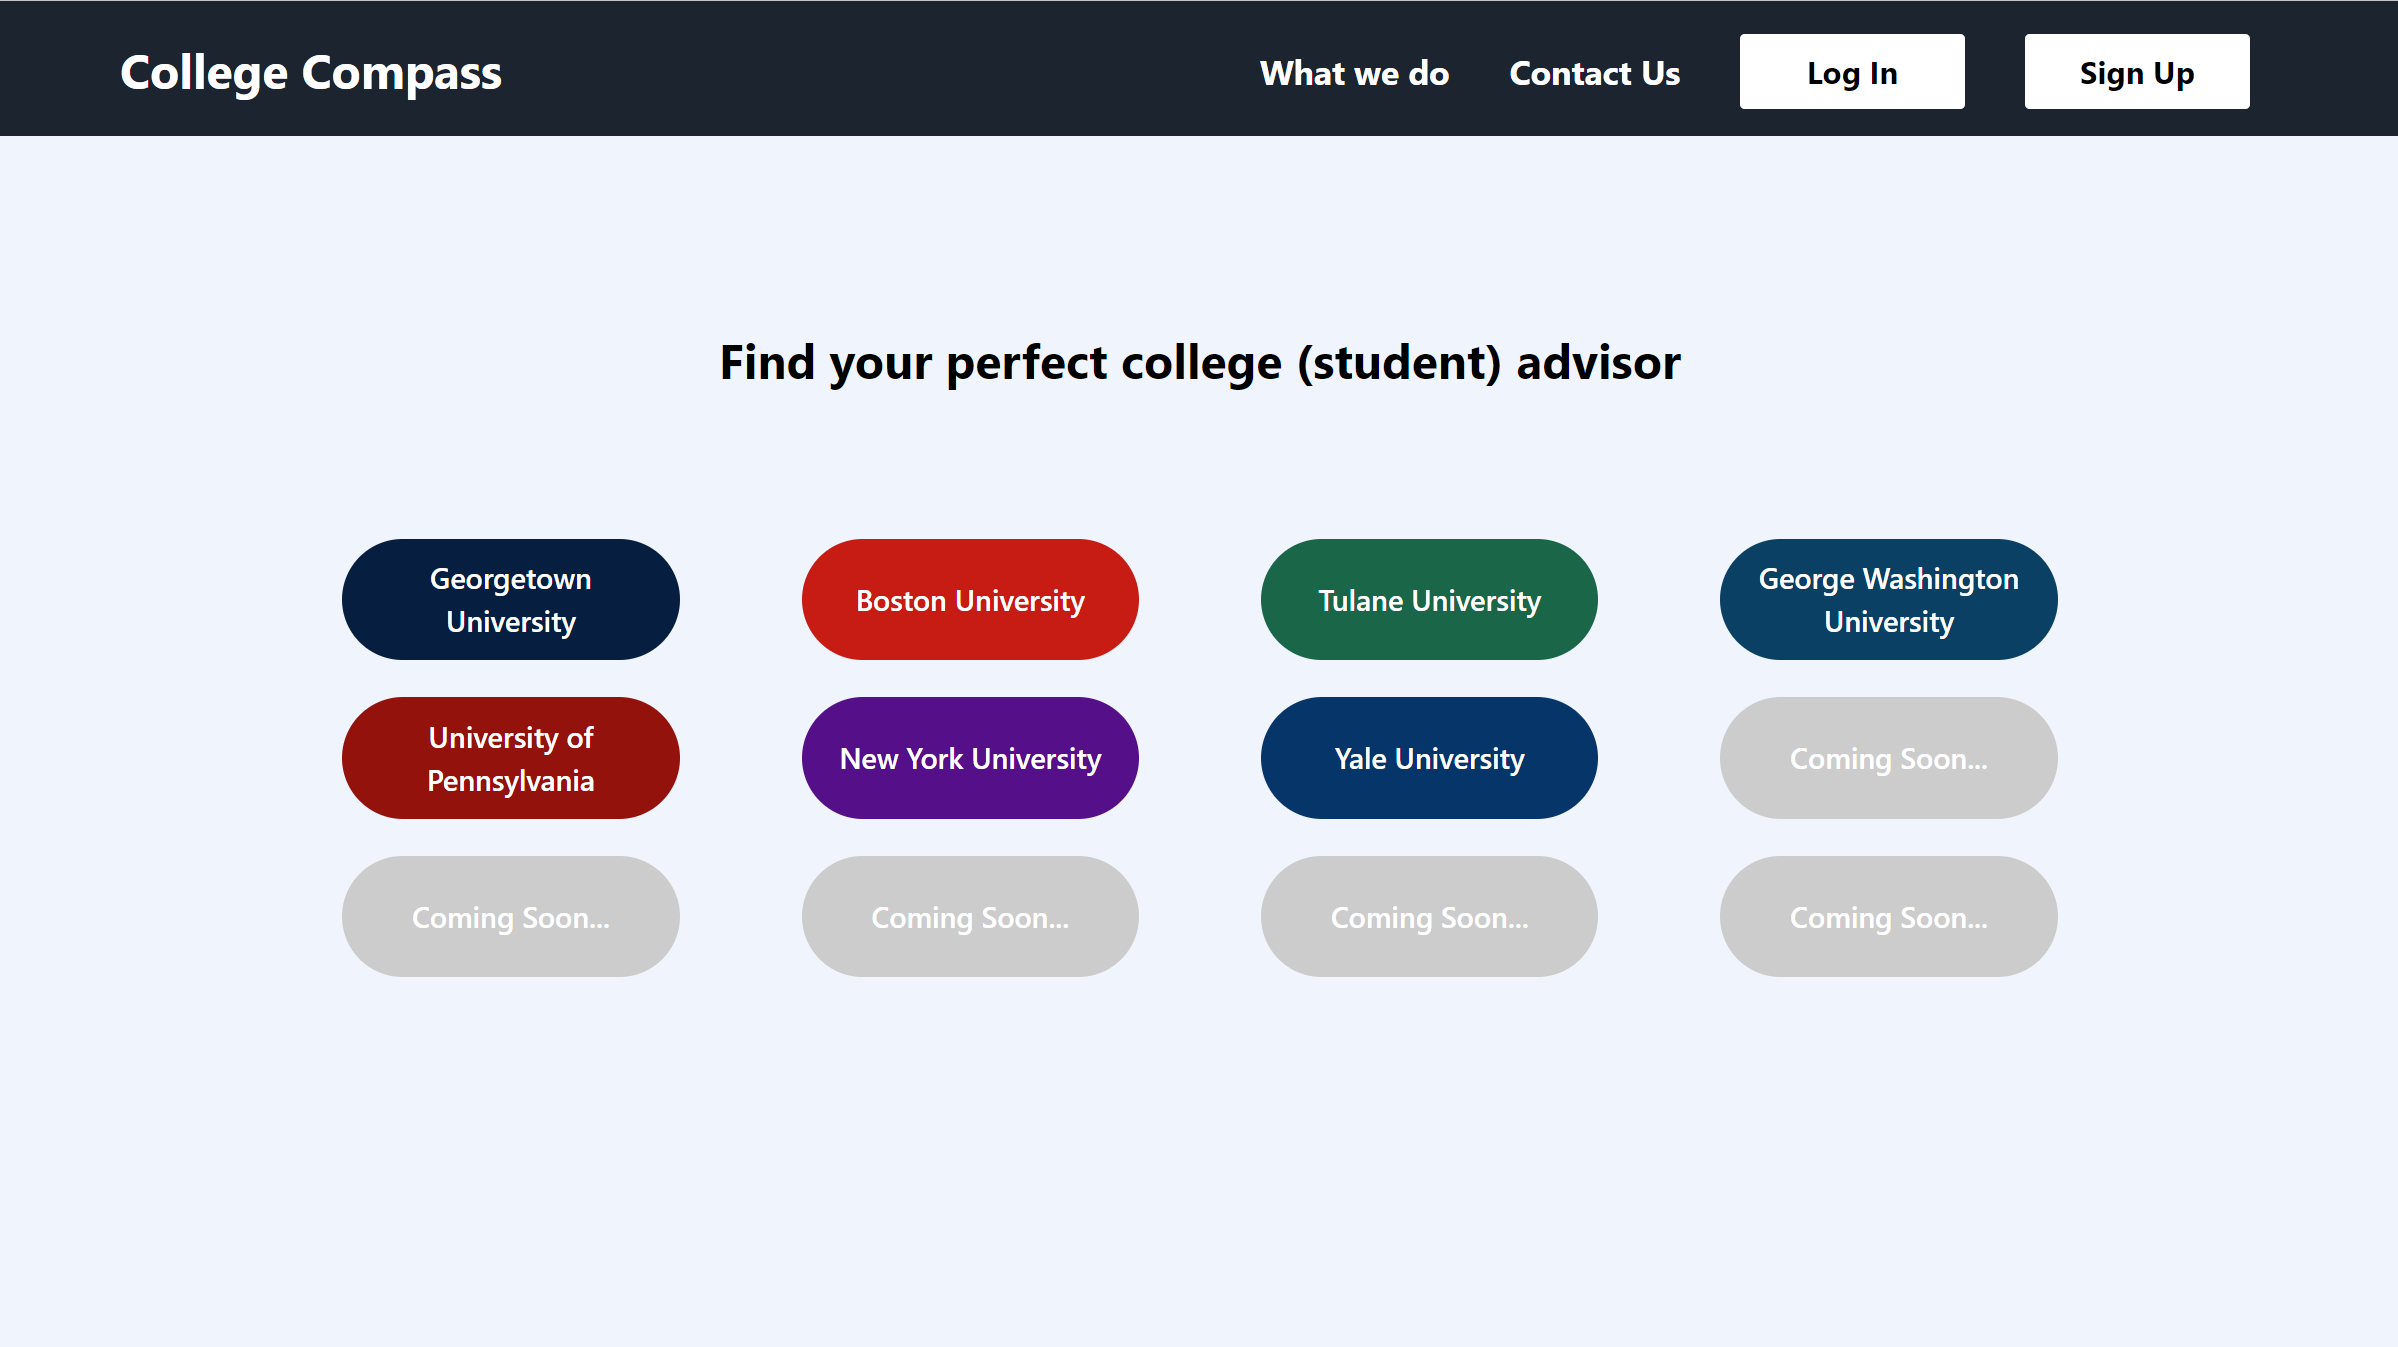 College Compass
What we do
Contact Us
Log In
Sign Up
Find your perfect college (student) advisor
Georgetown
University
Boston University
Tulane University
George Washington
University
University of
Pennsylvania
New York University
Yale University
Coming Soon...
Coming Soon...
Coming Soon...
Coming Soon...
Coming Soon...